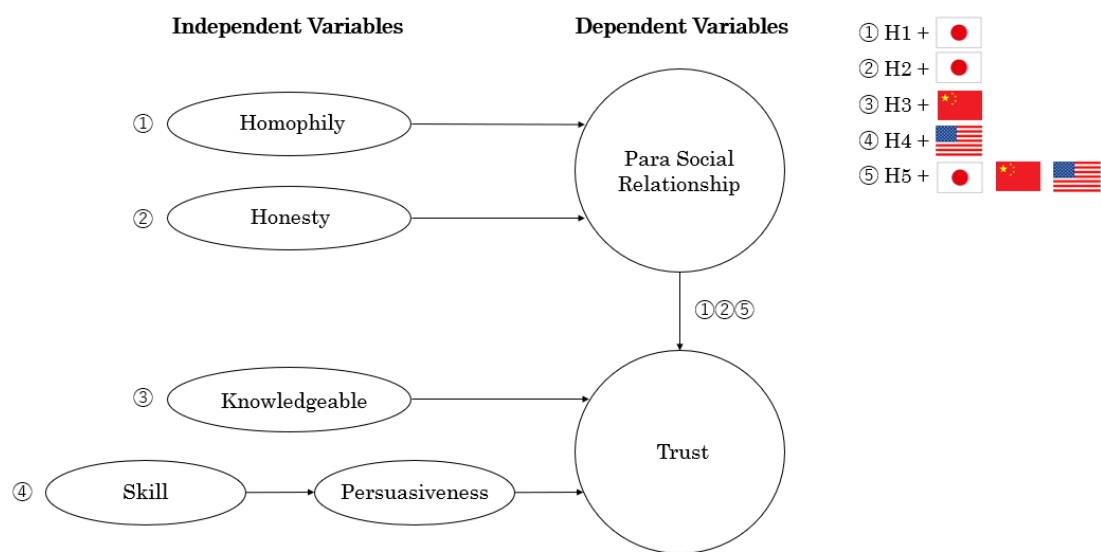 Independent Variables
Dependent Variables
① H1 +
② H2 +
③ H3 +
④ H4 +
⑤ H5 +
① Homophily
Para Social
Relationship
② Honesty
①②⑤
③ Knowledgeable
Trust
④ Skill
Persuasiveness